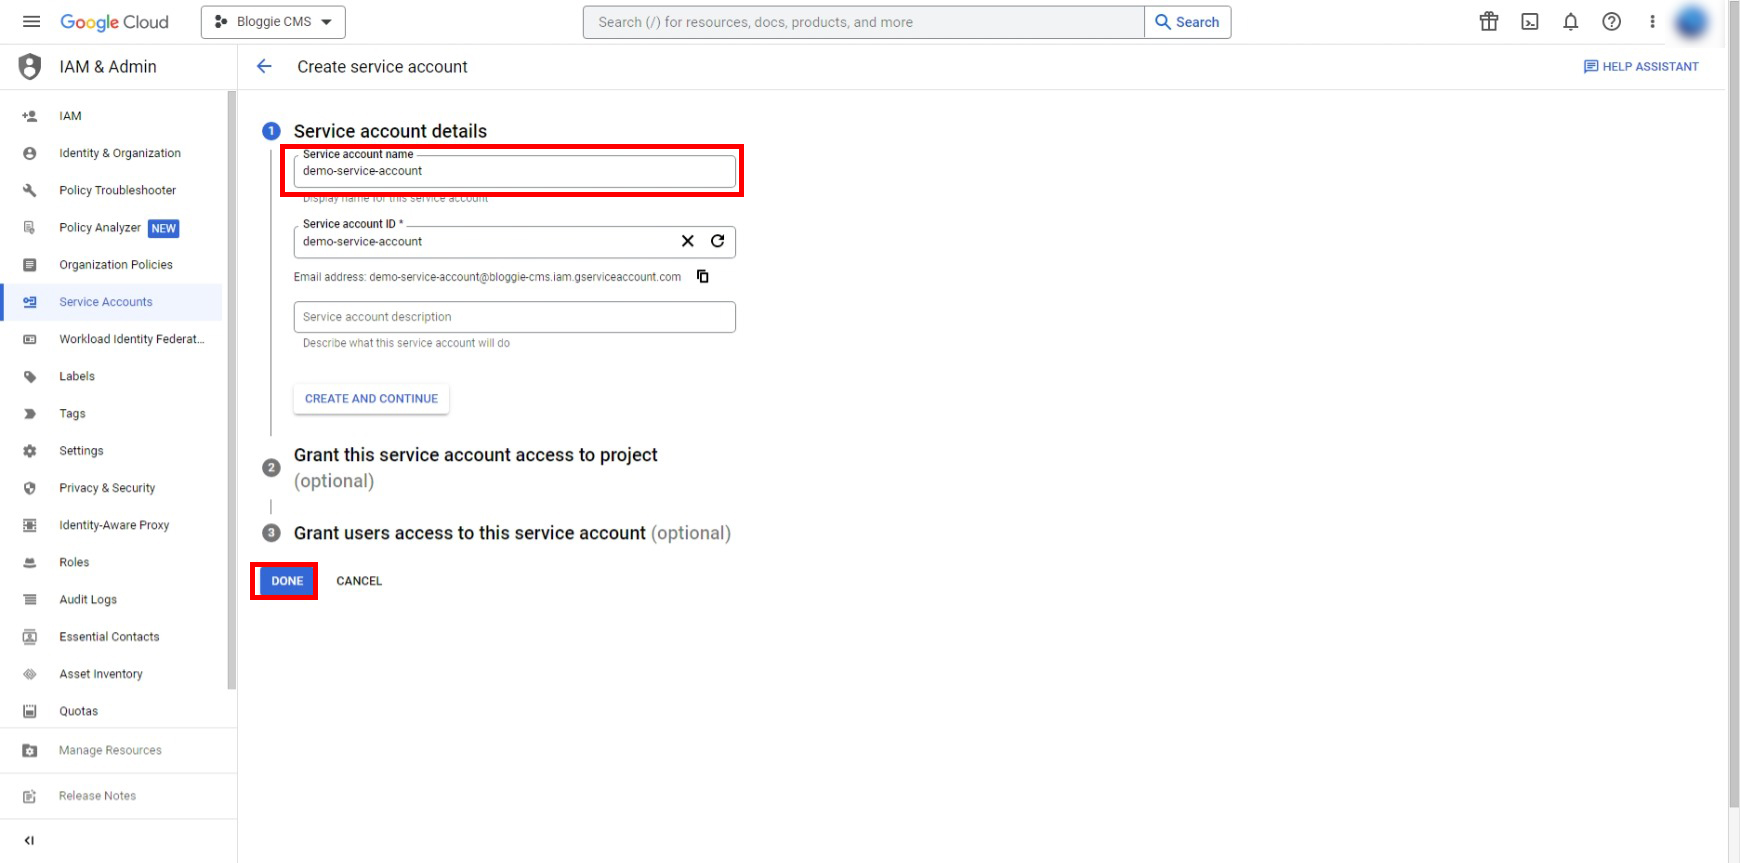 Google Cloud
Bloggie CMS
Search (/) for resources, docs, products, and more
Search
IAM & Admin
Create service account
HELP ASSISTANT
IAM
Identity & Organization
Policy Troubleshooter
Policy Analyzer NEW
Organization Policies
Service Accounts
Workload Identity Federat...
Labels
Tags
Settings
Privacy & Security
Identity-Aware Proxy
Roles
Audit Logs
Essential Contacts
Asset Inventory
Quotas
Manage Resources
Release Notes
1 Service account details
Service account name
demo-service-account
Display name for this service account
Service account ID *
demo-service-account
Email address: demo-service-account@bloggie-cms.iam.gserviceaccount.com
Service account description
Describe what this service account will do
CREATE AND CONTINUE
2 Grant this service account access to project
(optional)
3 Grant users access to this service account (optional)
DONE CANCEL